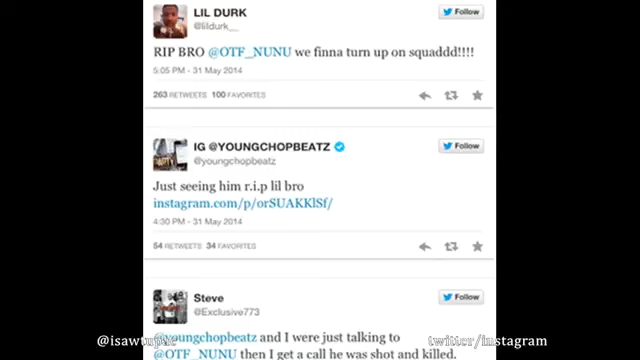 LIL DURK
@lildurk__
Follow
RIP BRO @OTF_NUNU we finna turn up on squaddd!!!!
5:05 PM - 31 May 2014
263 RETWEETS 100 FAVORITES
IG @YOUNGCHOPBEATZ
@youngchopbeatz
Follow
Just seeing him r.i.p lil bro
instagram.com/p/orSUAKKlSf/
4:30 PM - 31 May 2014
54 RETWEETS 34 FAVORITES
Steve
@Exclusive773
Follow
@youngchopbeatz and I were just talking to
@OTF_NUNU then I get a call he was shot and killed.
twitter/instagram